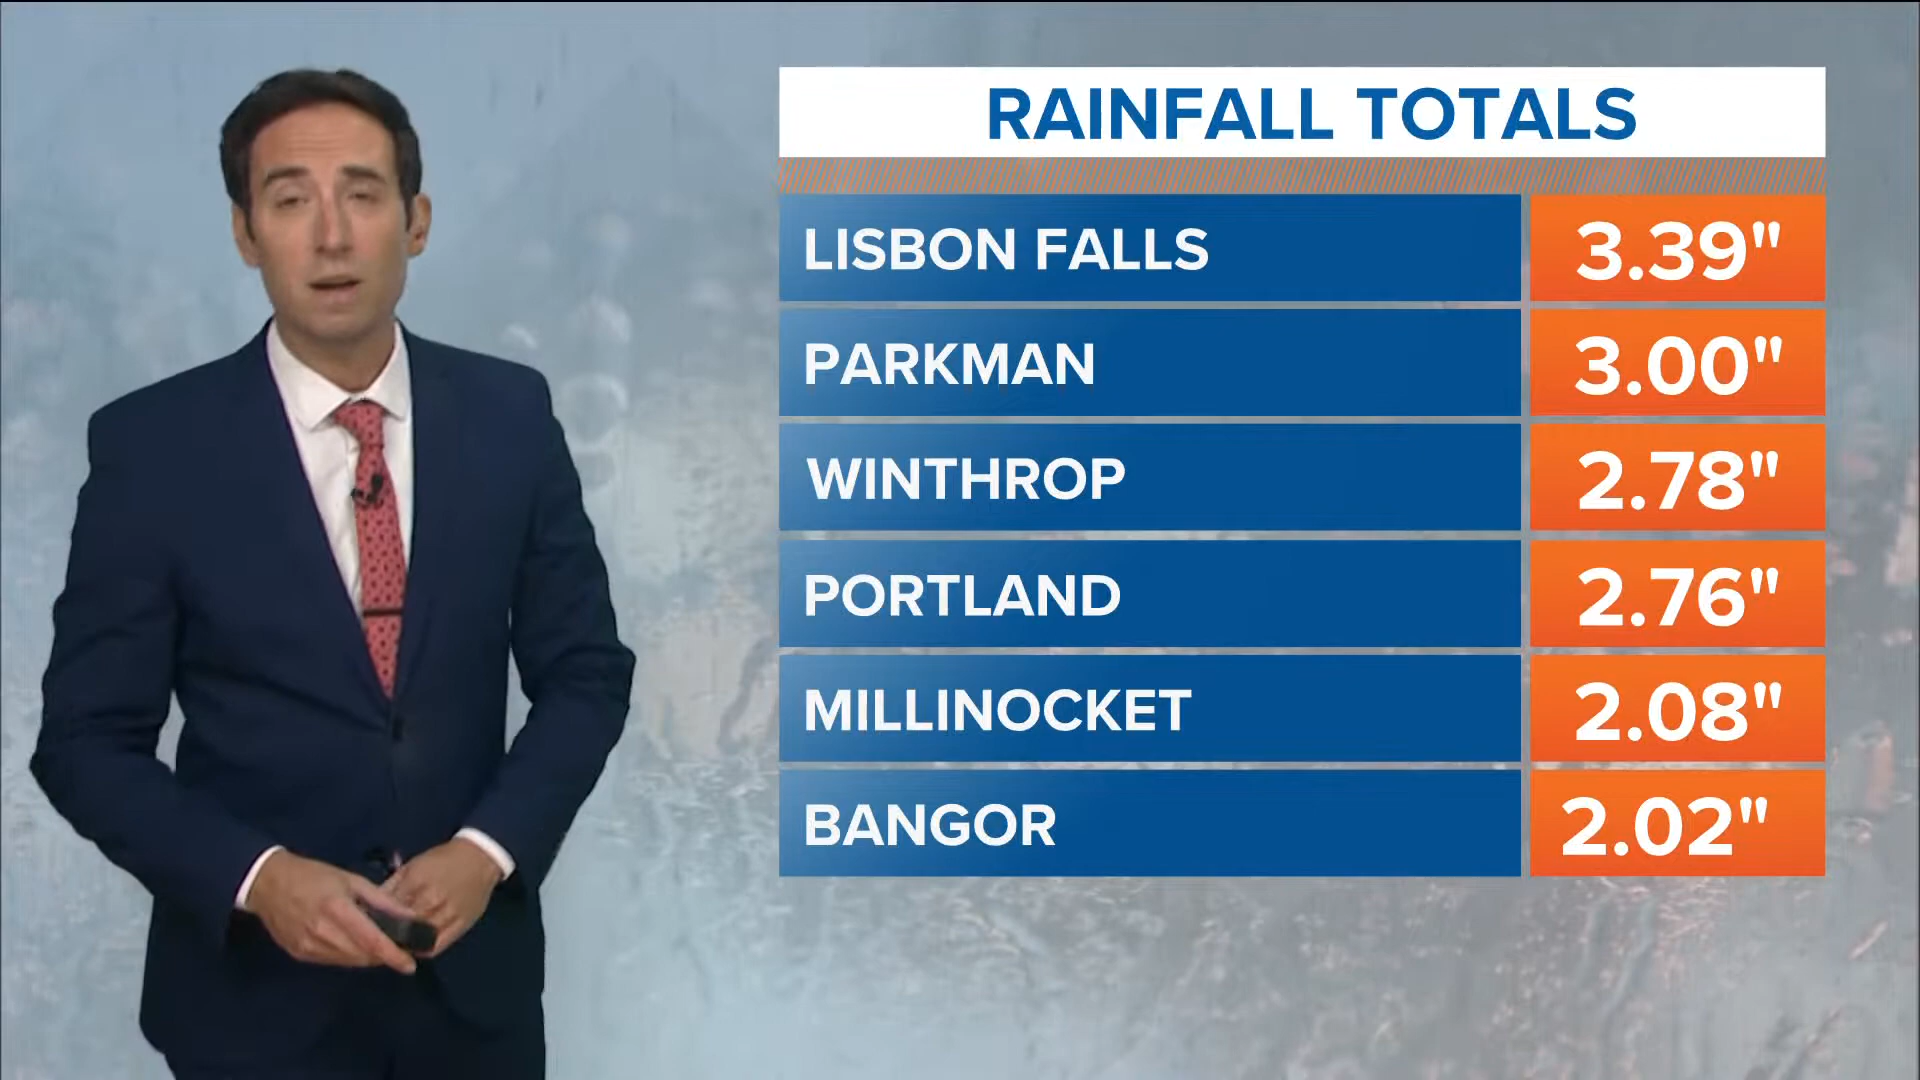 RAINFALL TOTALS
LISBON FALLS 3.39"
PARKMAN 3.00"
WINTHROP 2.78"
PORTLAND 2.76"
MILLINOCKET 2.08"
BANGOR 2.02"